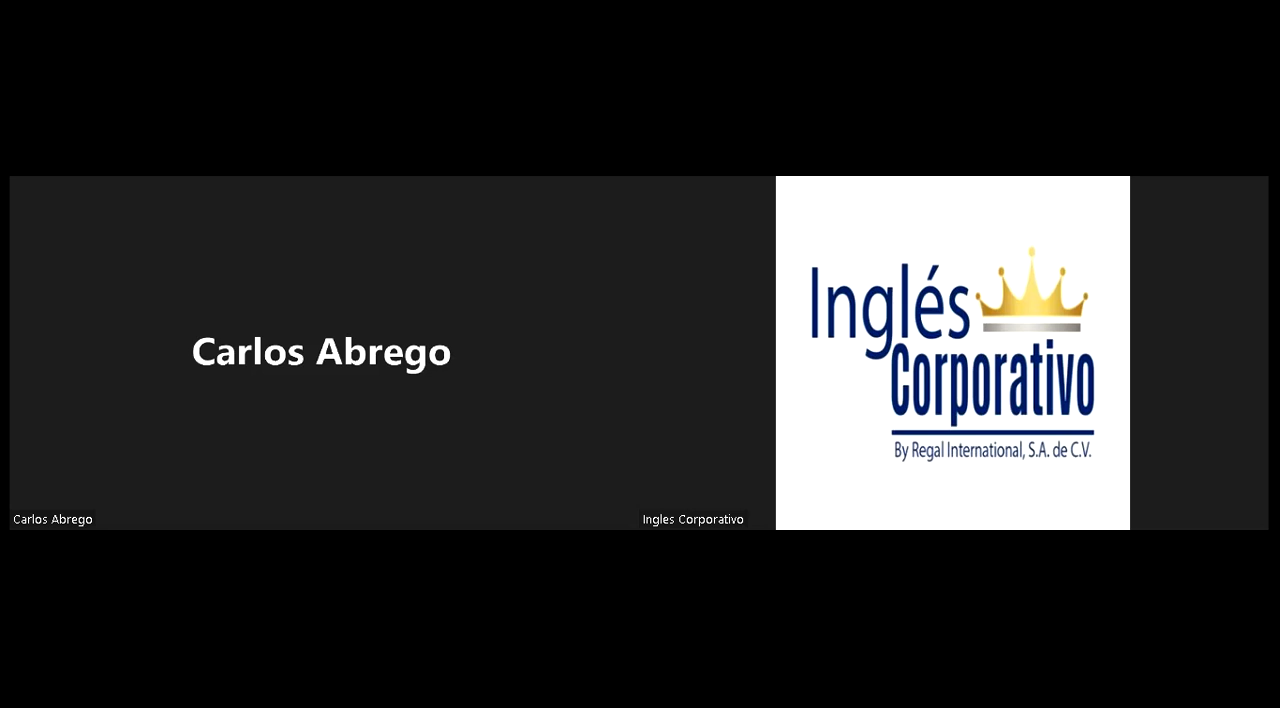 Carlos Abrego
Carlos Abrego
Ingles Corporativo
Inglés
Corporativo
By Regal International, S.A. de C.V.